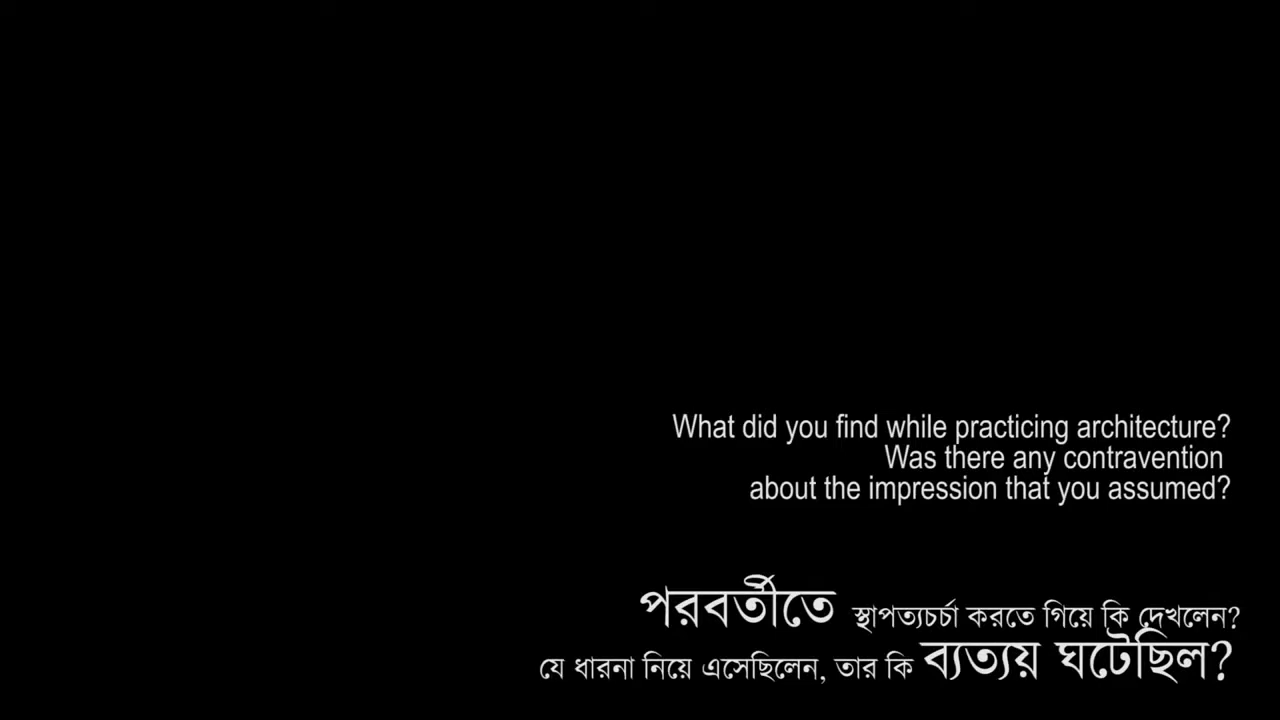 What did you find while practicing architecture?
Was there any contravention
about the impression that you assumed?
পরবর্তীতে স্থাপত্যচর্চা করতে গিয়ে কি দেখলেন?
যে ধারনা নিয়ে এসেছিলেন, তার কি ব্যত্যয় ঘটেছিল?